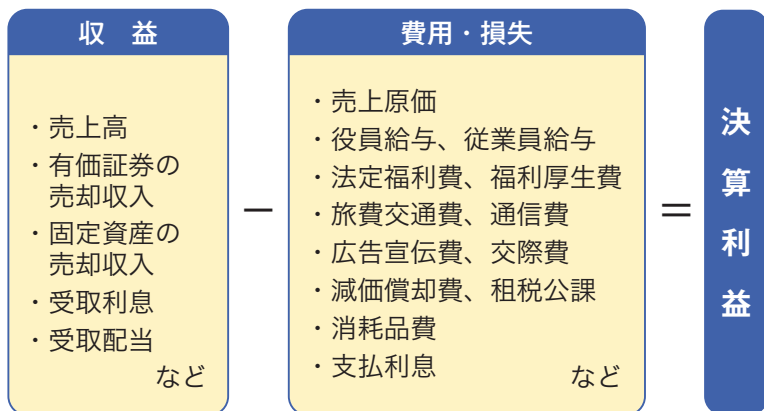 収　益
・売上高
・有価証券の
売却収入
・固定資産の
売却収入
・受取利息
・受取配当
など
－
費用・損失
・売上原価
・役員給与、従業員給与
・法定福利費、福利厚生費
・旅費交通費、通信費
・広告宣伝費、交際費
・減価償却費、租税公課
・消耗品費
・支払利息
など
＝
決算利益